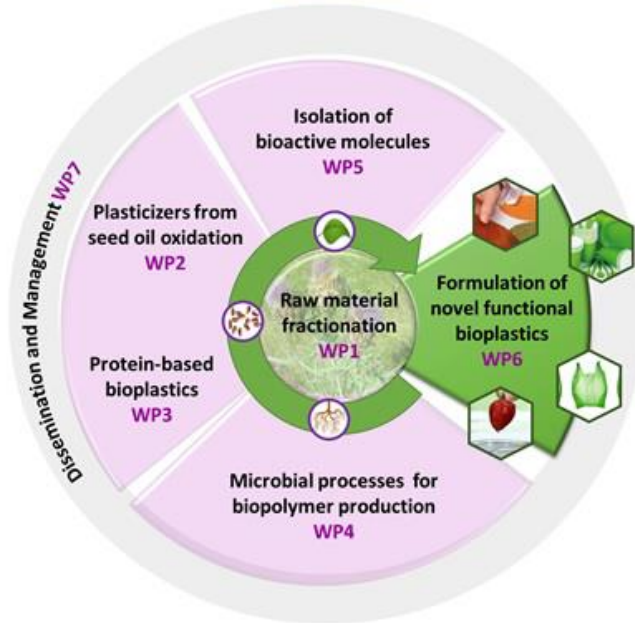 Isolation of
bioactive molecules
WP5
Plasticizers from
seed oil oxidation
WP2
Dissemination and Management WP7
Raw material
fractionation
WP1
Formulation of
novel functional
bioplastics
WP6
Protein-based
bioplastics
WP3
Microbial processes for
biopolymer production
WP4